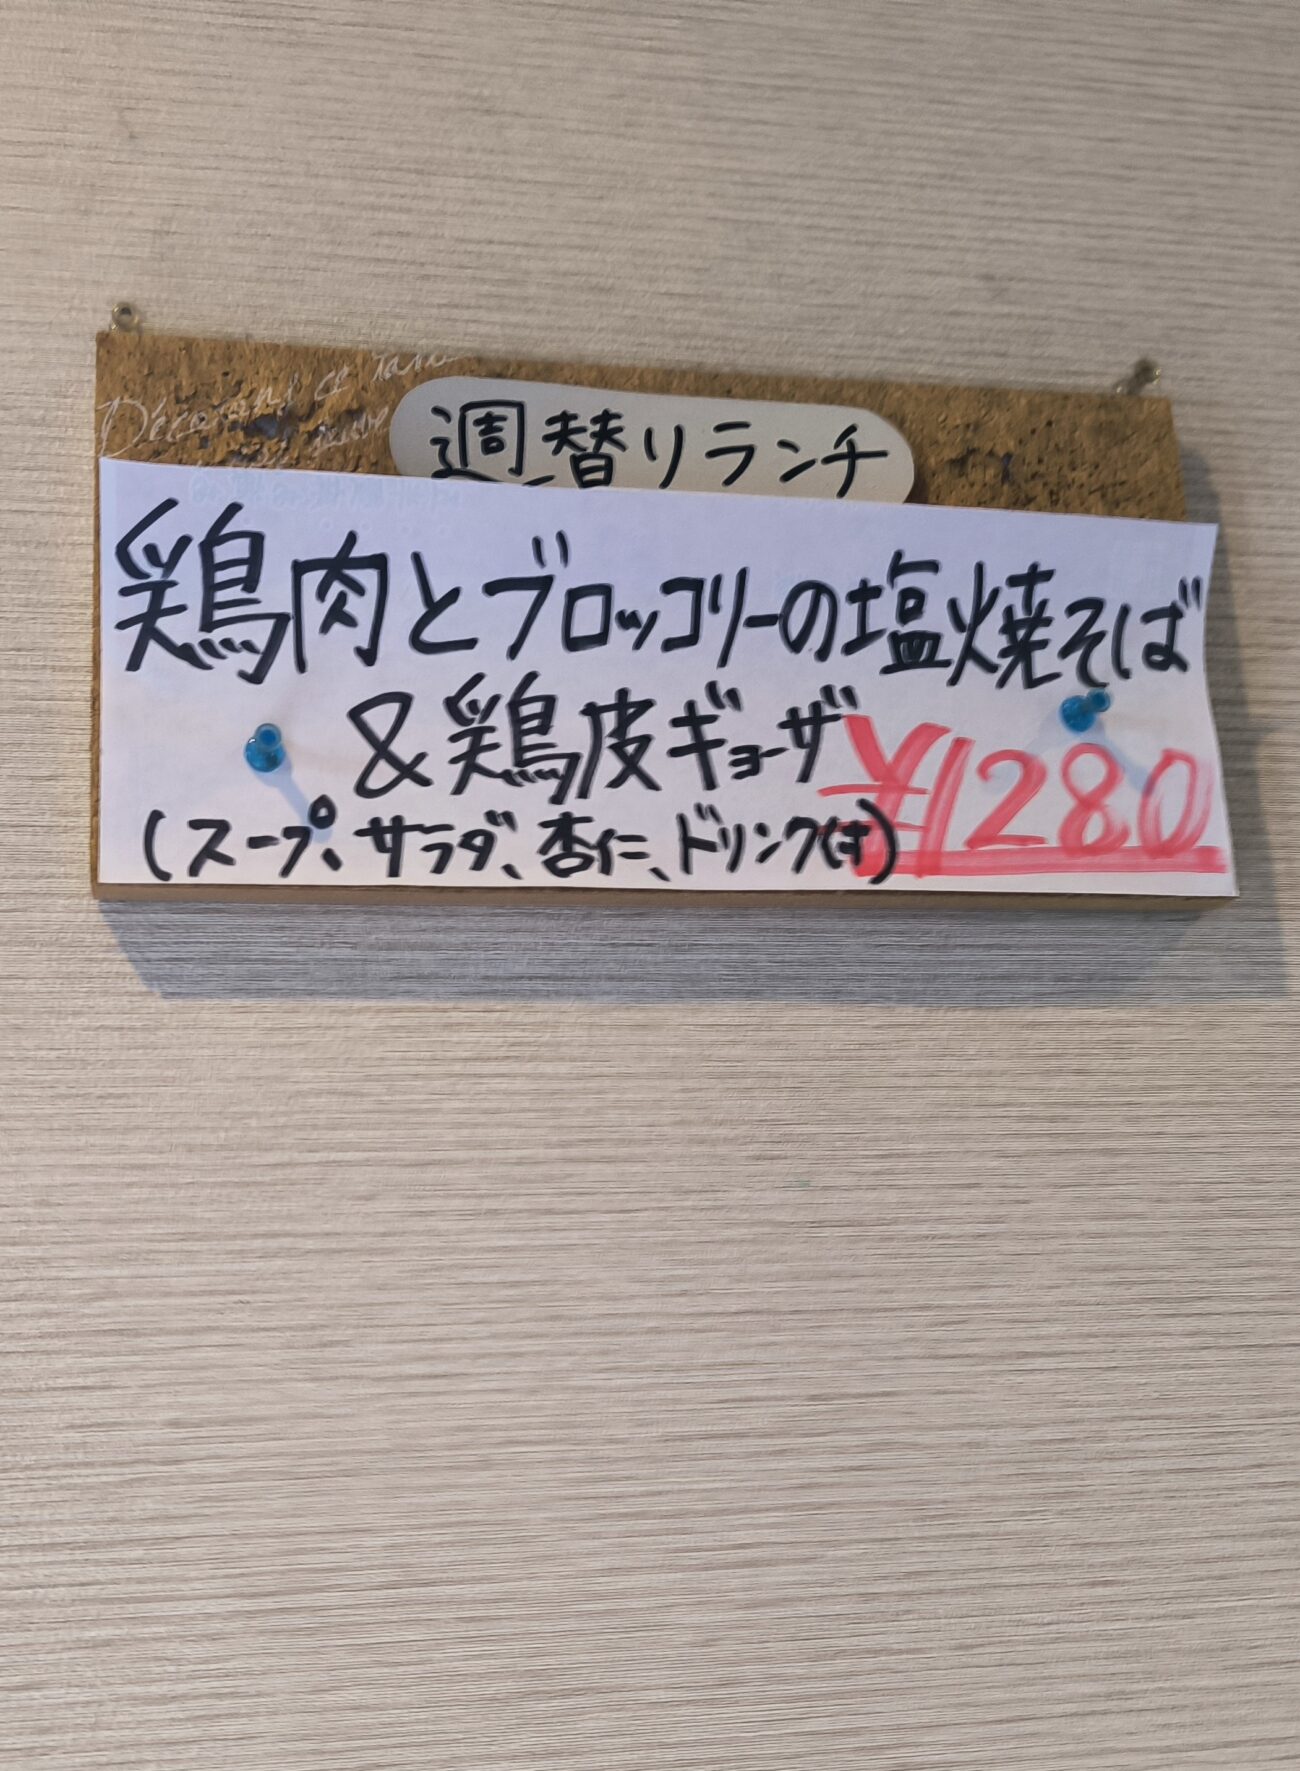 週替りランチ
鶏肉とブロッコリーの塩焼そば
&鶏皮ギョーザ
¥1280
(スープ、サラダ、杏仁、ドリンク付)